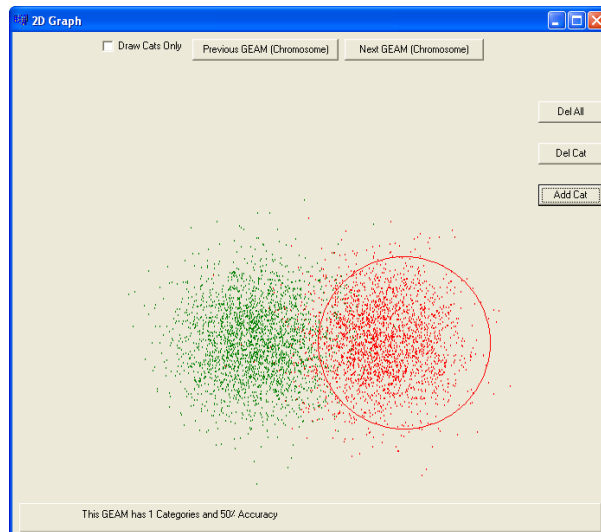 2D Graph
Draw Cats Only
Previous GEAM (Chromosome)
Next GEAM (Chromosome)
Del All
Del Cat
Add Cat
This GEAM has 1 Categories and 50% Accuracy